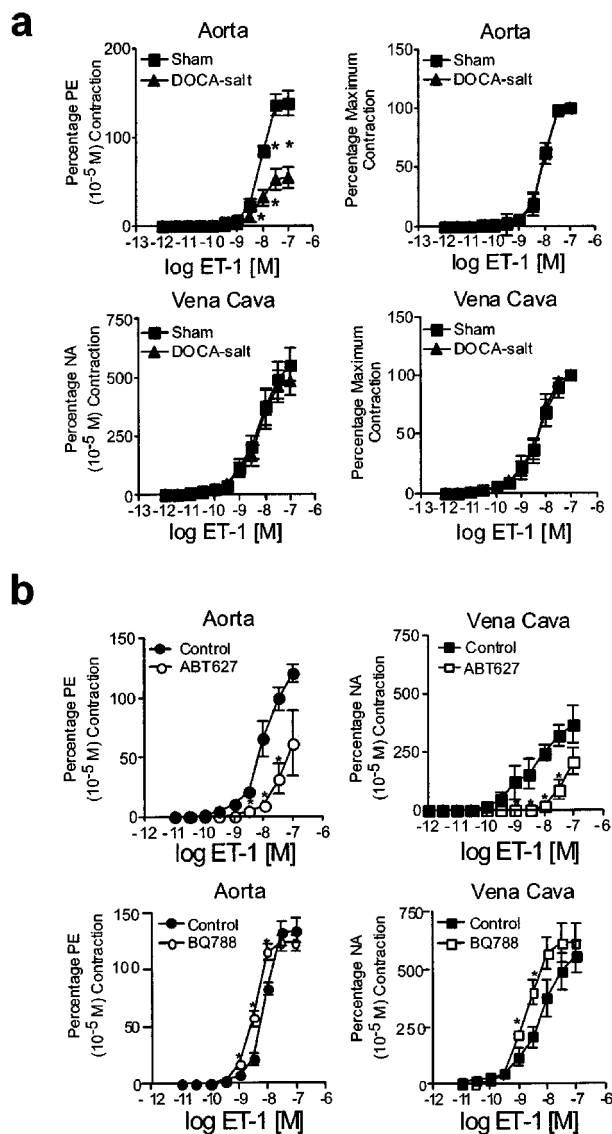 a
Aorta
Percentage PE
(10⁻⁵ M) Contraction
200
150
100
50
0
Sham
DOCA-salt
* * * *
-13 -12 -11 -10 -9 -8 -7 -6
log ET-1 [M]
Aorta
Percentage Maximum
Contraction
150
100
50
0
Sham
DOCA-salt
-13 -12 -11 -10 -9 -8 -7 -6
log ET-1 [M]
Vena Cava
Percentage NA
(10⁻⁵ M) Contraction
750
500
250
0
Sham
DOCA-salt
-13 -12 -11 -10 -9 -8 -7 -6
log ET-1 [M]
Vena Cava
Percentage Maximum
Contraction
150
100
50
0
Sham
DOCA-salt
-13 -12 -11 -10 -9 -8 -7 -6
log ET-1 [M]
b
Aorta
Percentage PE
(10⁻⁵ M) Contraction
150
100
50
0
Control
ABT627
* * *
-12 -11 -10 -9 -8 -7 -6
log ET-1 [M]
Vena Cava
Percentage NA
(10⁻⁵ M) Contraction
750
500
250
0
Control
ABT627
* * * *
-12 -11 -10 -9 -8 -7 -6
log ET-1 [M]
Aorta
Percentage PE
(10⁻⁵ M) Contraction
150
100
50
0
Control
BQ788
* * *
-12 -11 -10 -9 -8 -7 -6
log ET-1 [M]
Vena Cava
Percentage NA
(10⁻⁵ M) Contraction
750
500
250
0
Control
BQ788
* *
-12 -11 -10 -9 -8 -7 -6
log ET-1 [M]